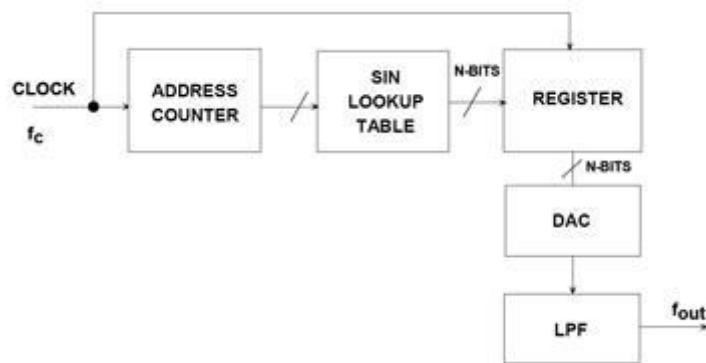 CLOCK
fc
ADDRESS
COUNTER
SIN
LOOKUP
TABLE
N-BITS
REGISTER
N-BITS
DAC
LPF
fout